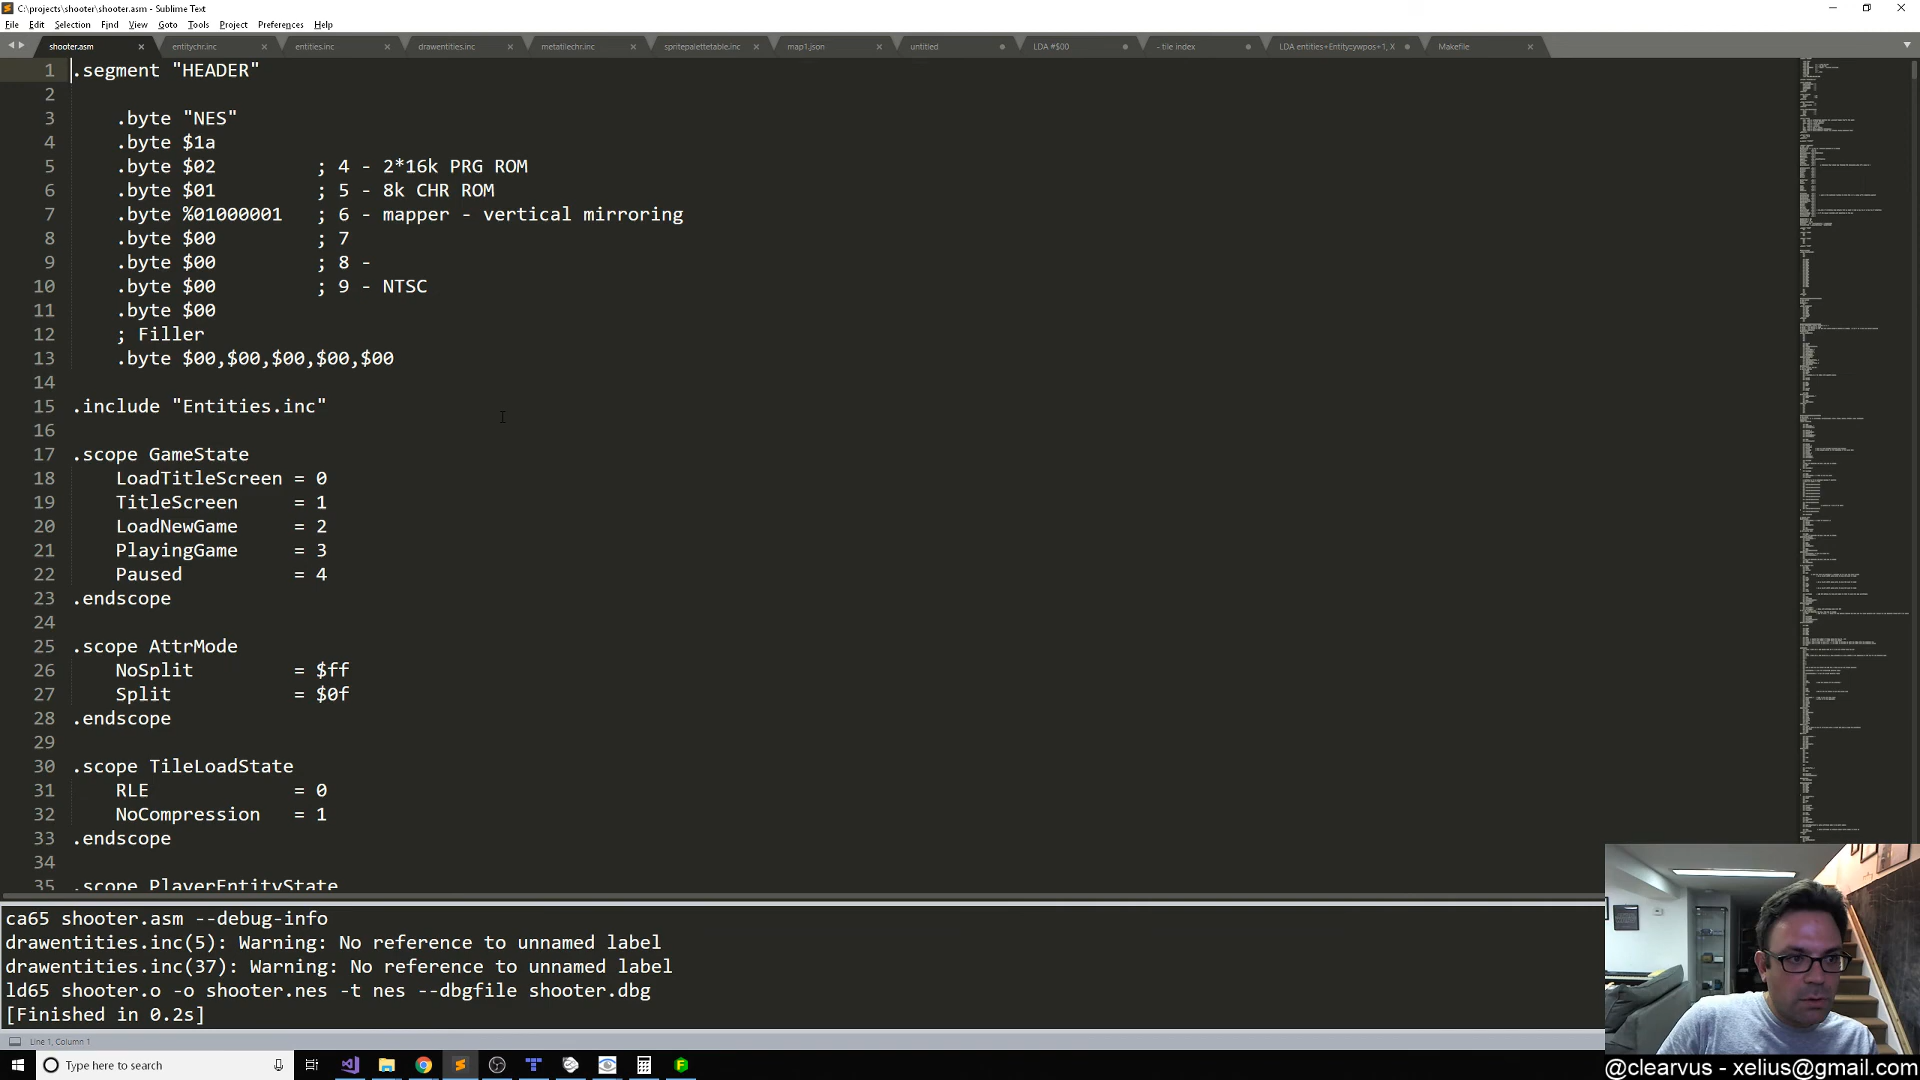 C:\projects\shooter\shooter.asm - Sublime Text
File Edit Selection Find View Goto Tools Project Preferences Help
shooter.asm entitychr.inc entities.inc drawentities.inc metatilechr.inc spritepalettetable.inc map1.json untitled LDA #$00 - tile index LDA entities+Entity::ypos+1, X Makefile
1 .segment "HEADER"
2
3 .byte "NES"
4 .byte $1a
5 .byte $02 ; 4 - 2*16k PRG ROM
6 .byte $01 ; 5 - 8k CHR ROM
7 .byte %01000001 ; 6 - mapper - vertical mirroring
8 .byte $00 ; 7
9 .byte $00 ; 8 -
10 .byte $00 ; 9 - NTSC
11 .byte $00
12 ; Filler
13 .byte $00,$00,$00,$00,$00
14
15 .include "Entities.inc"
16
17 .scope GameState
18 LoadTitleScreen = 0
19 TitleScreen = 1
20 LoadNewGame = 2
21 PlayingGame = 3
22 Paused = 4
23 .endscope
24
25 .scope AttrMode
26 NoSplit = $ff
27 Split = $0f
28 .endscope
29
30 .scope TileLoadState
31 RLE = 0
32 NoCompression = 1
33 .endscope
34
35 .scope PlayerEntityState
ca65 shooter.asm --debug-info
drawentities.inc(5): Warning: No reference to unnamed label
drawentities.inc(37): Warning: No reference to unnamed label
ld65 shooter.o -o shooter.nes -t nes --dbgfile shooter.dbg
[Finished in 0.2s]
Line 1, Column 1
Type here to search
@clearvus - xelius@gmail.com